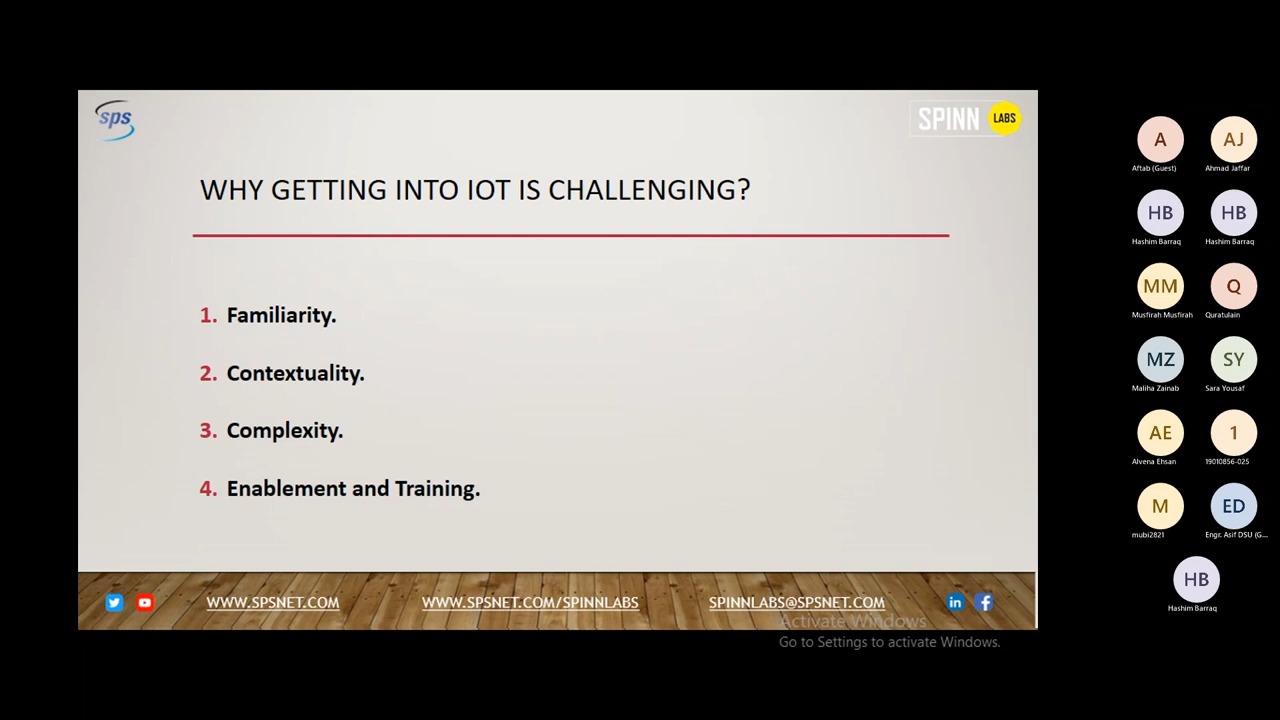 sps
SPINN LABS
WHY GETTING INTO IOT IS CHALLENGING?
1. Familiarity.
2. Contextuality.
3. Complexity.
4. Enablement and Training.
WWW.SPSNET.COM
WWW.SPSNET.COM/SPINNLABS
SPINNLABS@SPSNET.COM
Activate Windows
Go to Settings to activate Windows.
A
AJ
Aftab (Guest)
Ahmad Jaffar
HB
HB
Hashim Barraq
Hashim Barraq
MM
Q
Musfirah Musfirah
Quratulain
MZ
SY
Maliha Zainab
Sara Yousaf
AE
1
Alvena Ehsan
19010856-025
M
ED
mubi2821
Engr. Asif DSU (G...
HB
Hashim Barraq